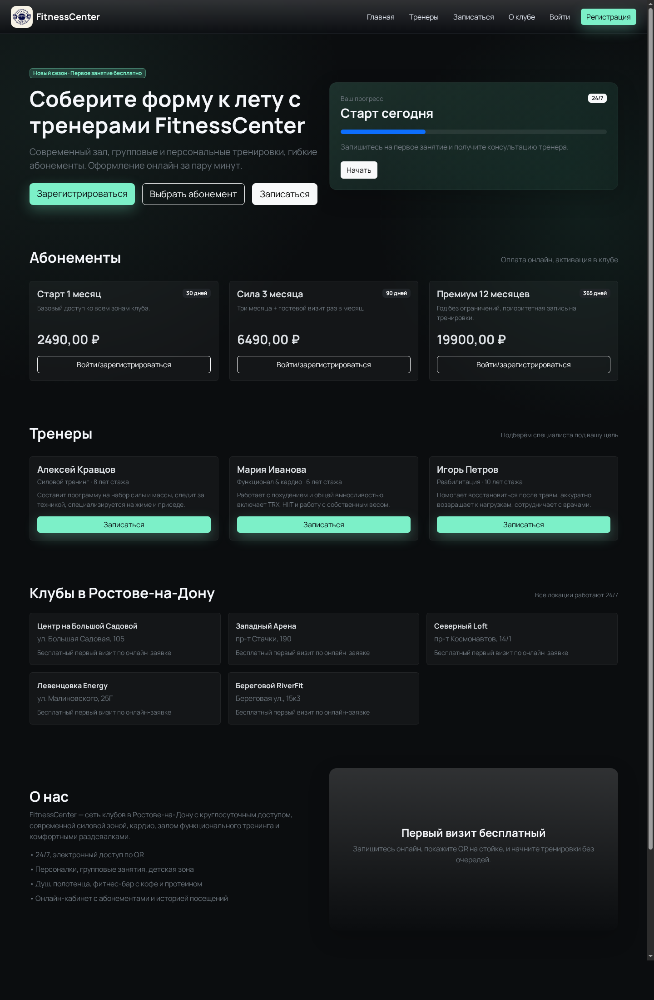 FITNESS
CENTER
FitnessCenter
Главная
Тренеры
Записаться
О клубе
Войти
Регистрация
Новый сезон · Первое занятие бесплатно
Соберите форму к лету с
тренерами FitnessCenter
Современный зал, групповые и персональные тренировки, гибкие
абонементы. Оформление онлайн за пару минут.
Зарегистрироваться
Выбрать абонемент
Записаться
Ваш прогресс
24/7
Старт сегодня
Запишитесь на первое занятие и получите консультацию тренера.
Начать
Абонементы
Оплата онлайн, активация в клубе
Старт 1 месяц
30 дней
Базовый доступ ко всем зонам клуба.
2490,00 ₽
Войти/зарегистрироваться
Сила 3 месяца
90 дней
Три месяца + гостевой визит раз в месяц.
6490,00 ₽
Войти/зарегистрироваться
Премиум 12 месяцев
365 дней
Год без ограничений, приоритетная запись на
тренировки.
19900,00 ₽
Войти/зарегистрироваться
Тренеры
Подберём специалиста под вашу цель
Алексей Кравцов
Силовой тренинг · 8 лет стажа
Составит программу на набор силы и массы, следит за
техникой, специализируется на жиме и приседе.
Записаться
Мария Иванова
Функционал & кардио · 6 лет стажа
Работает с похудением и общей выносливостью,
включает TRX, HIIT и работу с собственным весом.
Записаться
Игорь Петров
Реабилитация · 10 лет стажа
Помогает восстановиться после травм, аккуратно
возвращает к нагрузкам, сотрудничает с врачами.
Записаться
Клубы в Ростове-на-Дону
Все локации работают 24/7
Центр на Большой Садовой
ул. Большая Садовая, 105
Бесплатный первый визит по онлайн-заявке
Западный Арена
пр-т Стачки, 190
Бесплатный первый визит по онлайн-заявке
Северный Loft
пр-т Космонавтов, 14/1
Бесплатный первый визит по онлайн-заявке
Левенцовка Energy
ул. Малиновского, 25Г
Бесплатный первый визит по онлайн-заявке
Береговой RiverFit
Береговая ул., 15к3
Бесплатный первый визит по онлайн-заявке
О нас
FitnessCenter — сеть клубов в Ростове-на-Дону с круглосуточным доступом,
современной силовой зоной, кардио, залом функционального тренинга и
комфортными раздевалками.
• 24/7, электронный доступ по QR
• Персоналки, групповые занятия, детская зона
• Душ, полотенца, фитнес-бар с кофе и протеином
• Онлайн-кабинет с абонементами и историей посещений
Первый визит бесплатный
Запишитесь онлайн, покажите QR на стойке, и начните тренировки без
очередей.